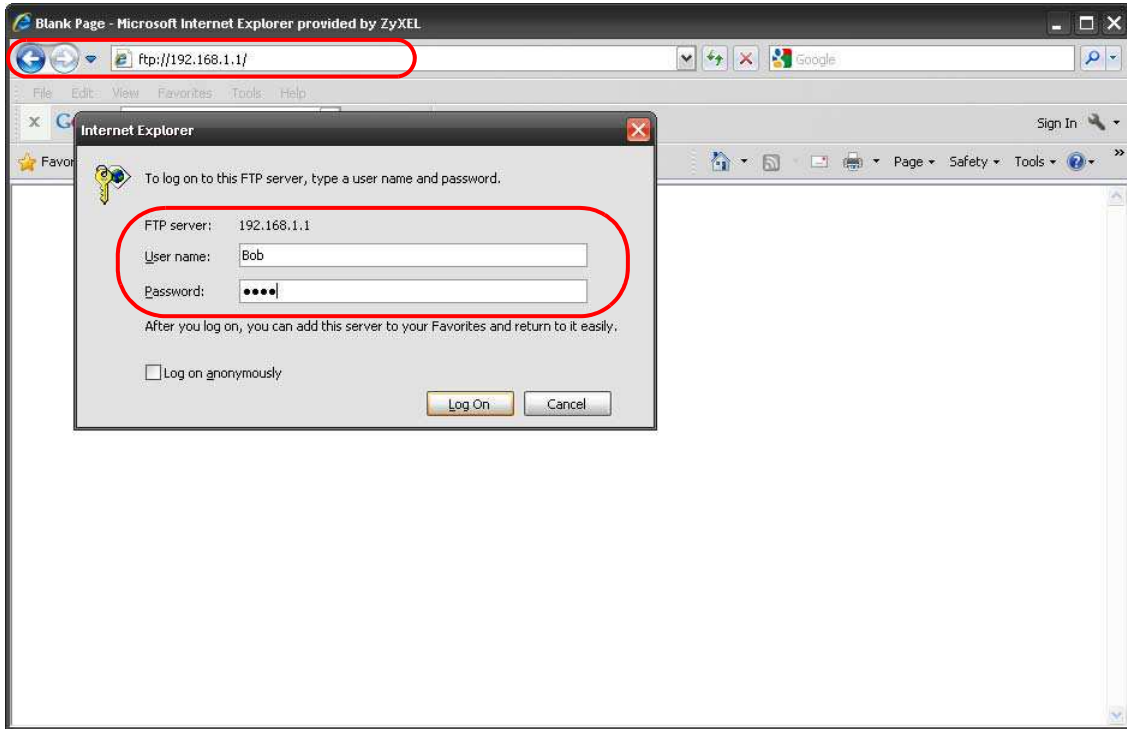 Blank Page - Microsoft Internet Explorer provided by ZyXEL
ftp://192.168.1.1/
Google
File Edit View Favorites Tools Help
x G
Sign In
Favor
Page Safety Tools »
Internet Explorer
To log on to this FTP server, type a user name and password.
FTP server: 192.168.1.1
User name: Bob
Password: ••••
After you log on, you can add this server to your Favorites and return to it easily.
Log on anonymously
Log On Cancel